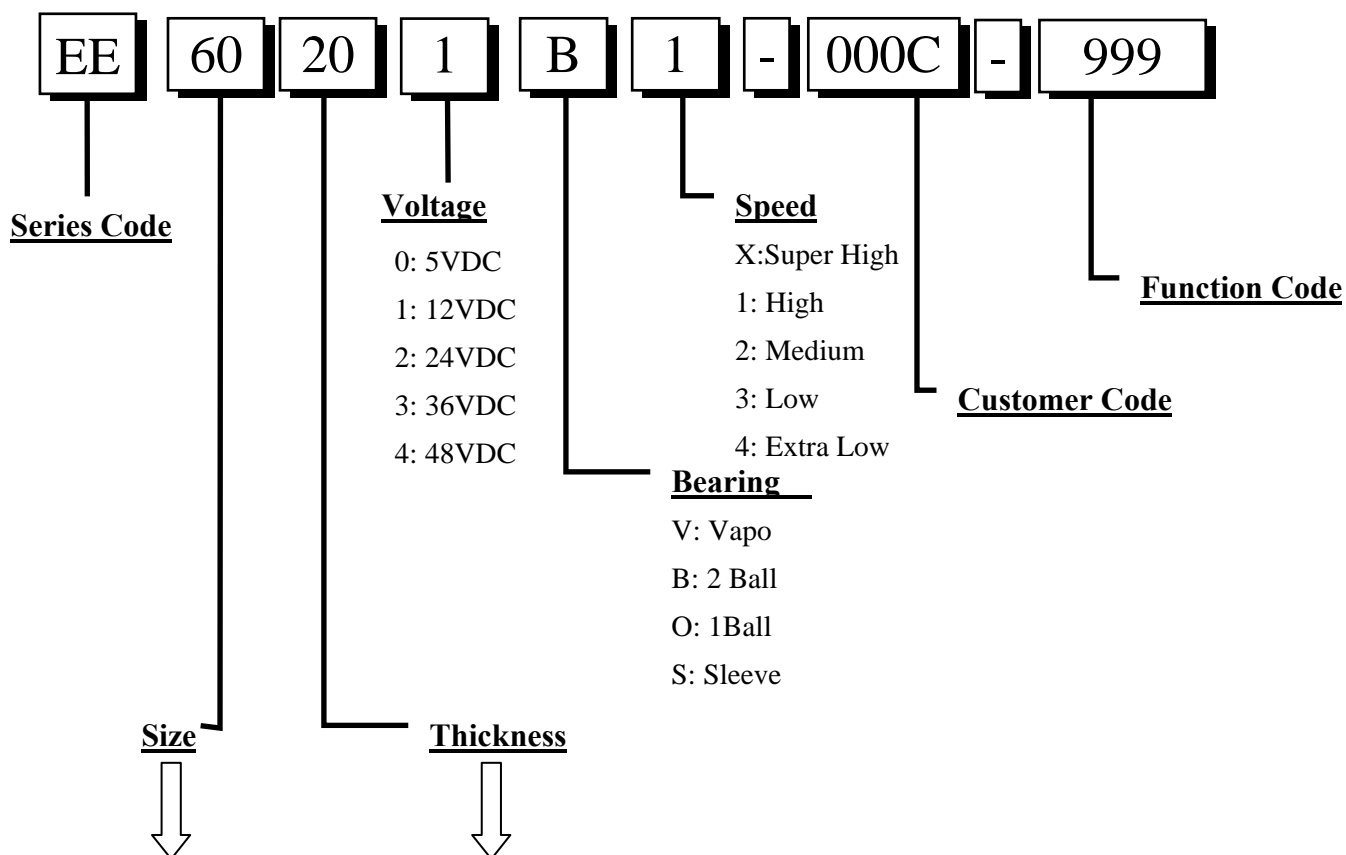 EE 60 20 1 B 1 - 000C - 999
Series Code
Voltage
0: 5VDC
1: 12VDC
2: 24VDC
3: 36VDC
4: 48VDC
Speed
X:Super High
1: High
2: Medium
3: Low
4: Extra Low
Function Code
Customer Code
Bearing
V: Vapo
B: 2 Ball
O: 1Ball
S: Sleeve
Size
Thickness